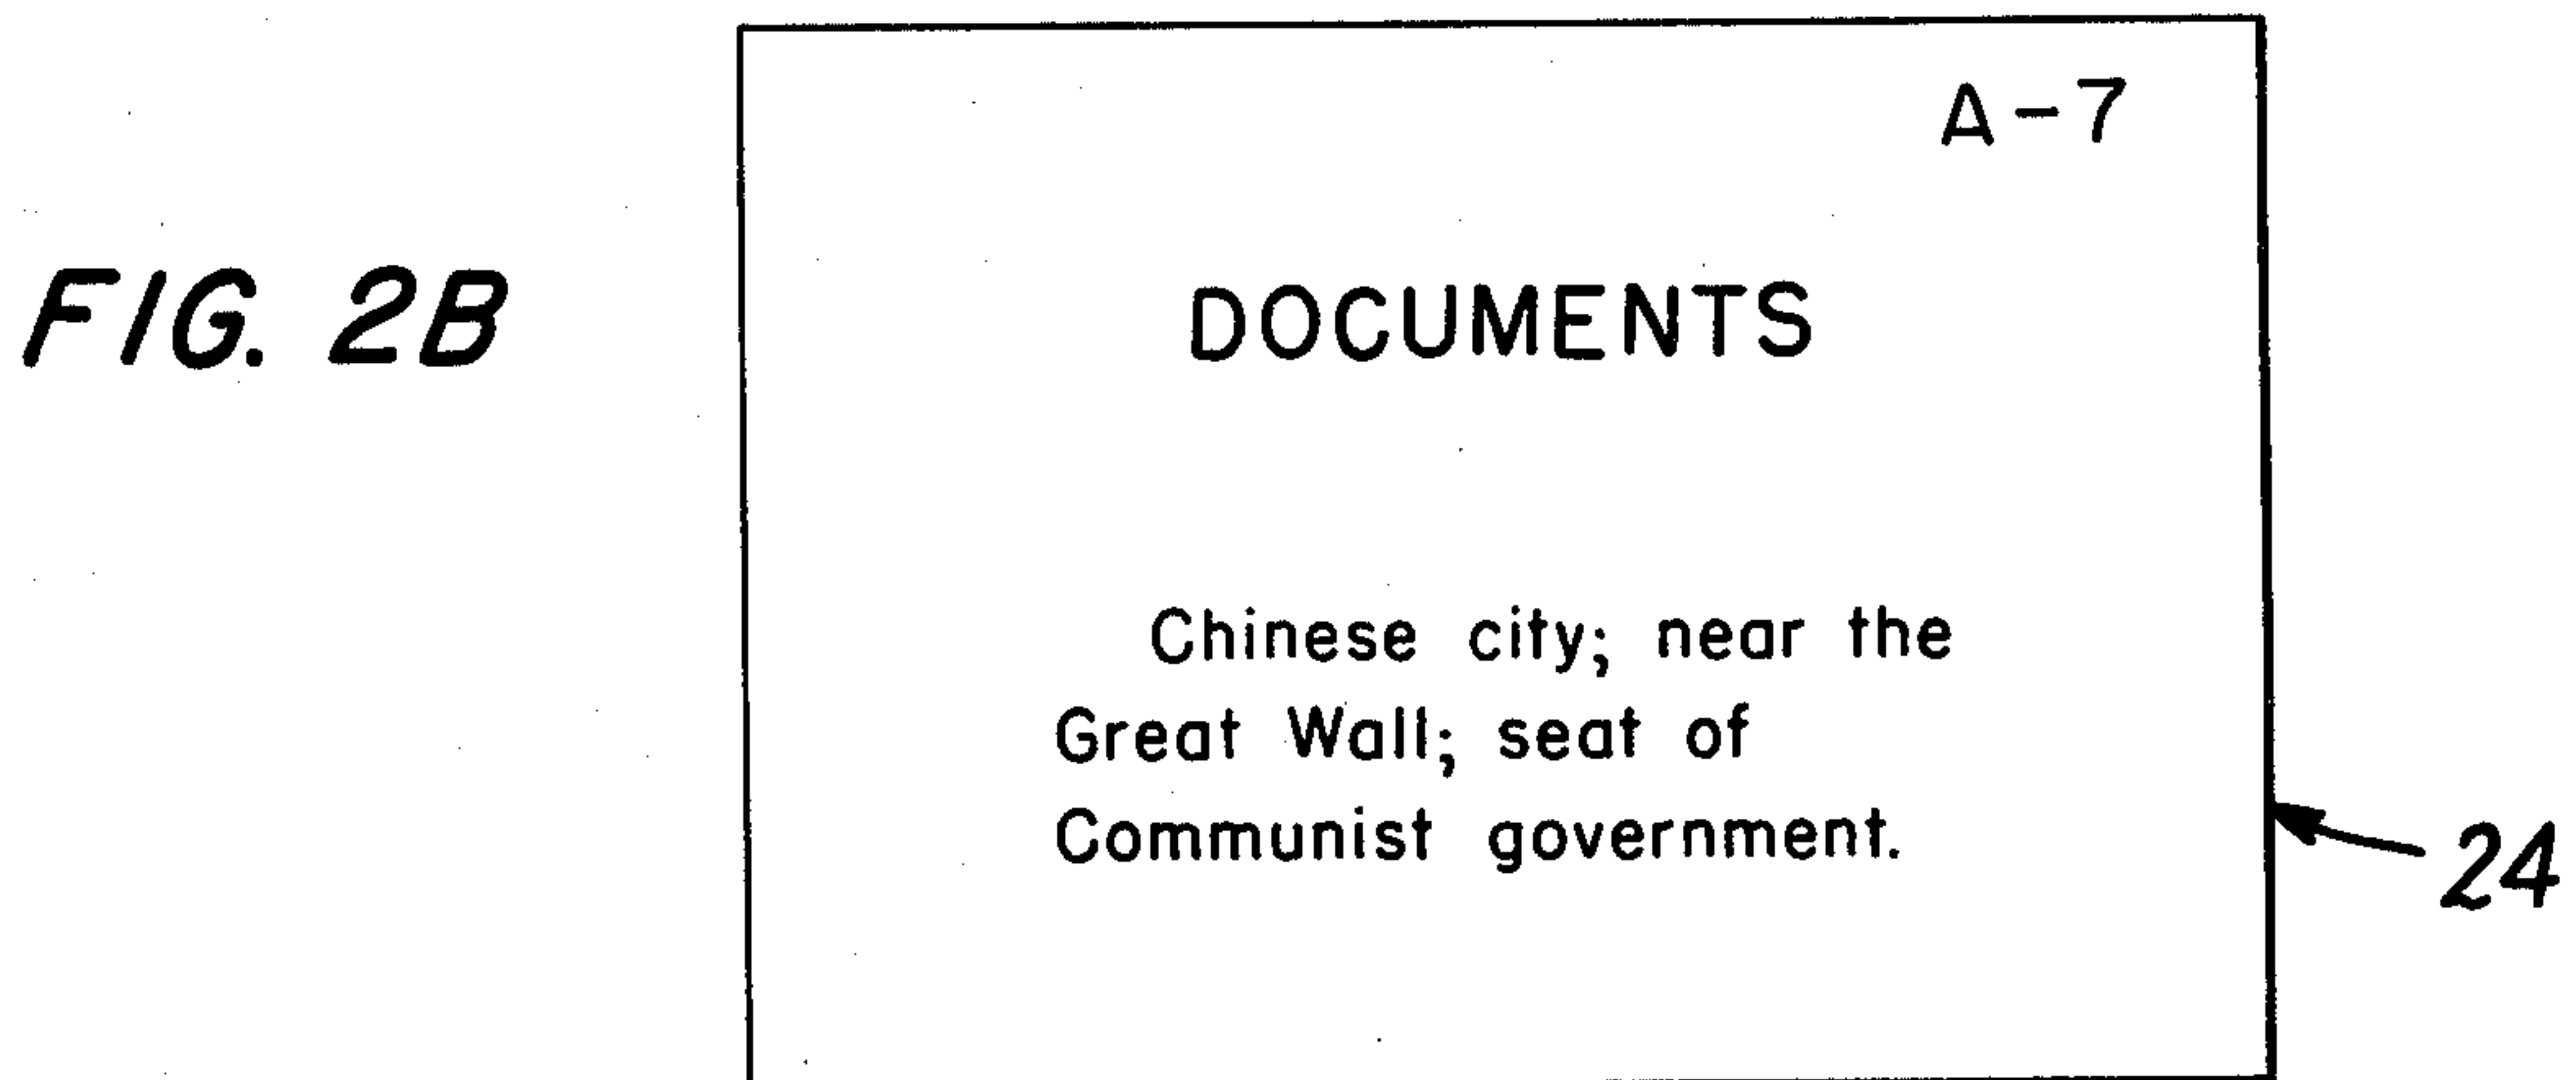 A-7
FIG. 2B
DOCUMENTS
Chinese city; near the
Great Wall; seat of
Communist government.
24